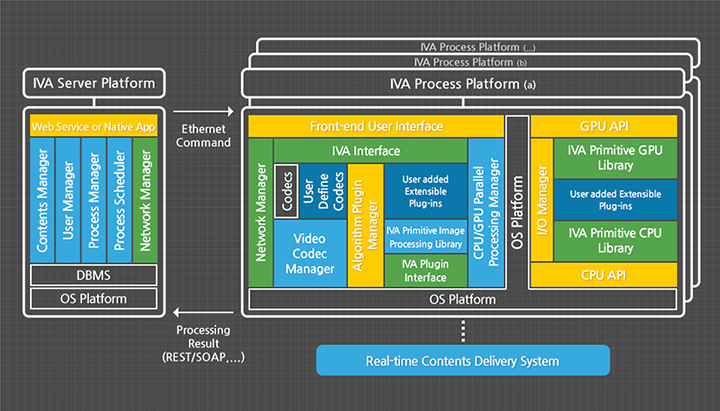 IVA Process Platform (...)
IVA Process Platform (b)
IVA Server Platform
IVA Process Platform (a)
Web Service or Native App
Contents Manager
User Manager
Process Manager
Process Scheduler
Network Manager
DBMS
OS Platform
Ethernet
Command
Processing
Result
(REST/SOAP,...)
Front-end User Interface
Network Manager
IVA Interface
Codecs
User
Define
Codecs
Video
Codec
Manager
Algorithm Plugin
Manager
User added
Extensible
Plug-ins
IVA Primitive Image
Processing Library
IVA Plugin
Interface
CPU/GPU Parallel
Processing Manager
OS Platform
GPU API
I/O Manager
IVA Primitive GPU
Library
User added Extensible
Plug-ins
IVA Primitive CPU
Library
CPU API
OS Platform
Real-time Contents Delivery System